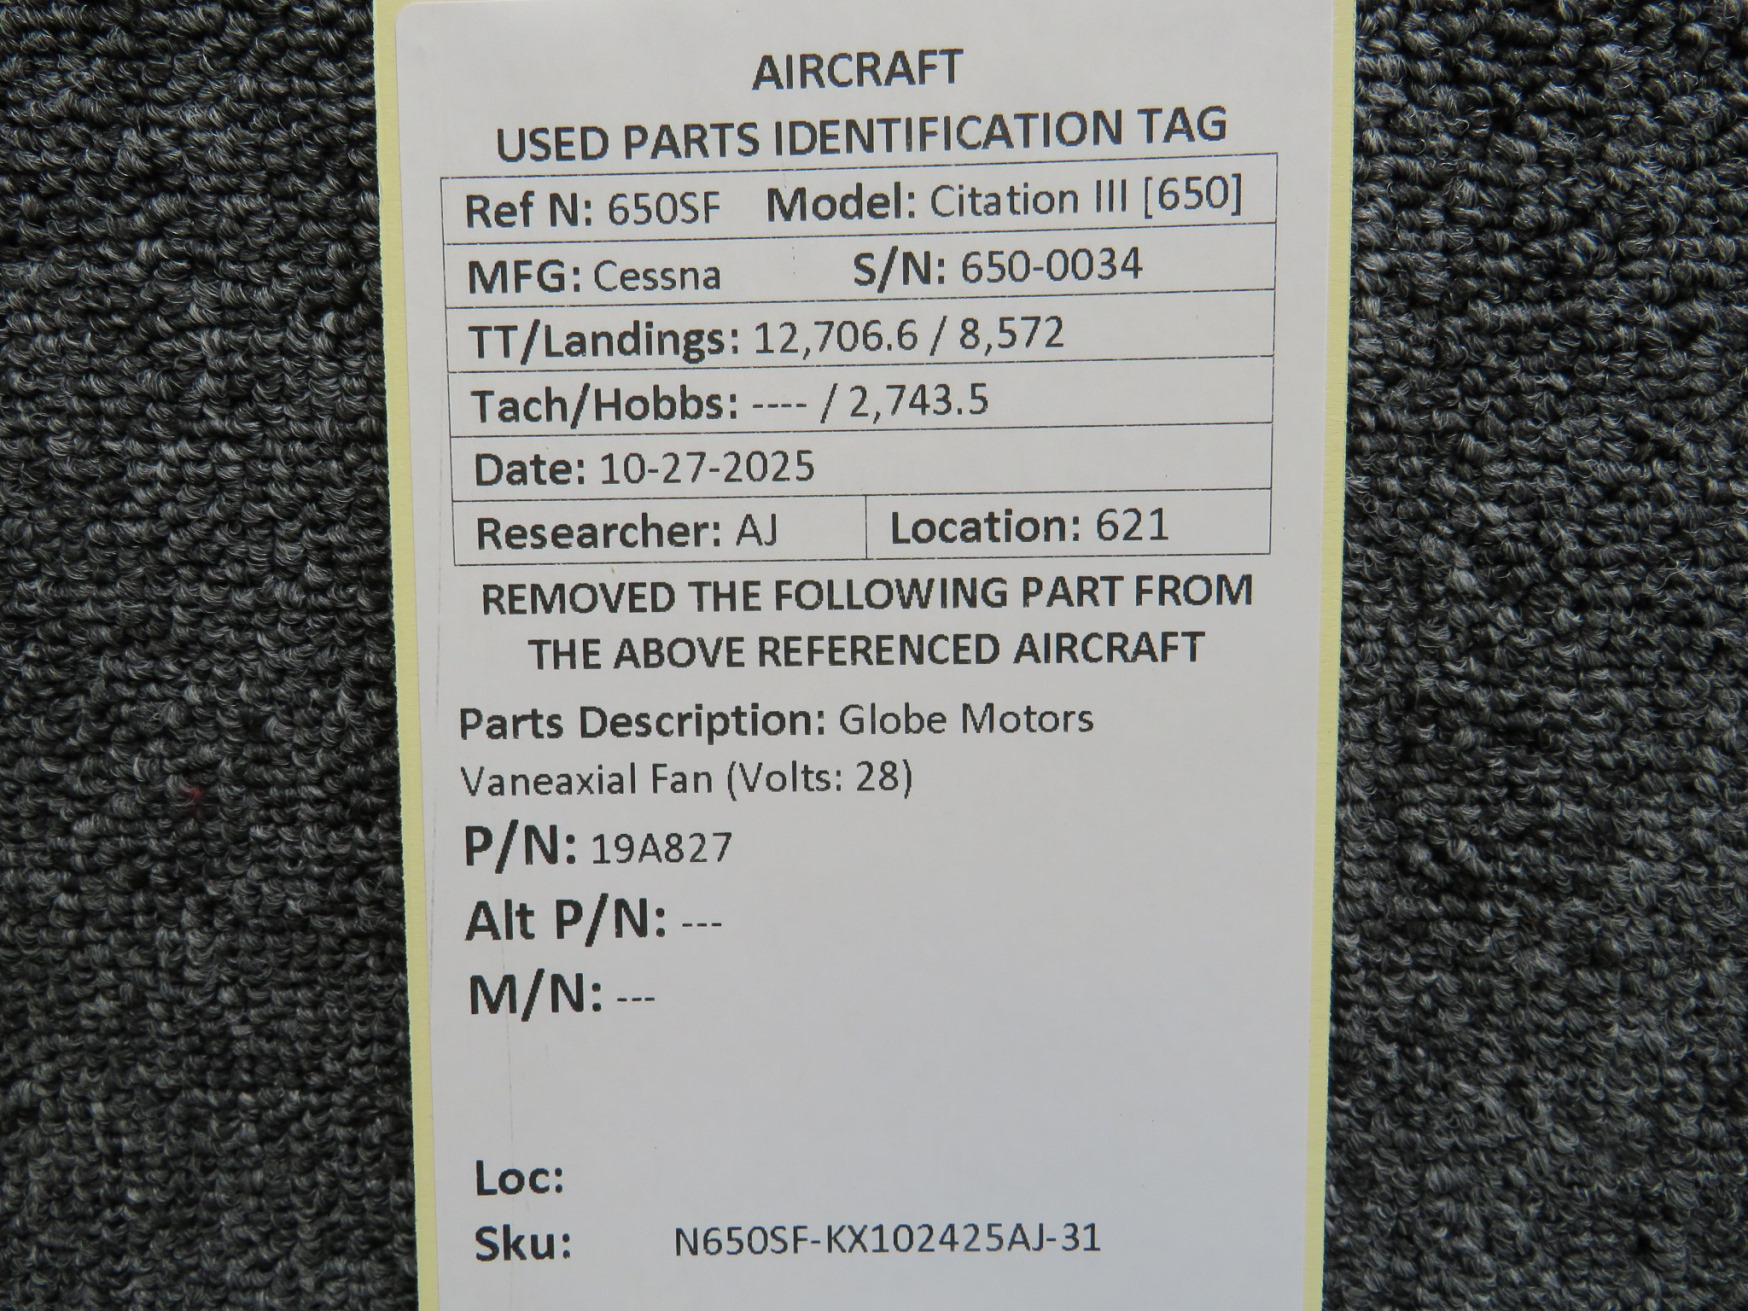 AIRCRAFT
USED PARTS IDENTIFICATION TAG
Ref N: 650SF Model: Citation III [650]
MFG: Cessna S/N: 650-0034
TT/Landings: 12,706.6 / 8,572
Tach/Hobbs: ---- / 2,743.5
Date: 10-27-2025
Researcher: AJ Location: 621
REMOVED THE FOLLOWING PART FROM
THE ABOVE REFERENCED AIRCRAFT
Parts Description: Globe Motors
Vaneaxial Fan (Volts: 28)
P/N: 19A827
Alt P/N: ---
M/N: ---
Loc:
Sku: N650SF-KX102425AJ-31